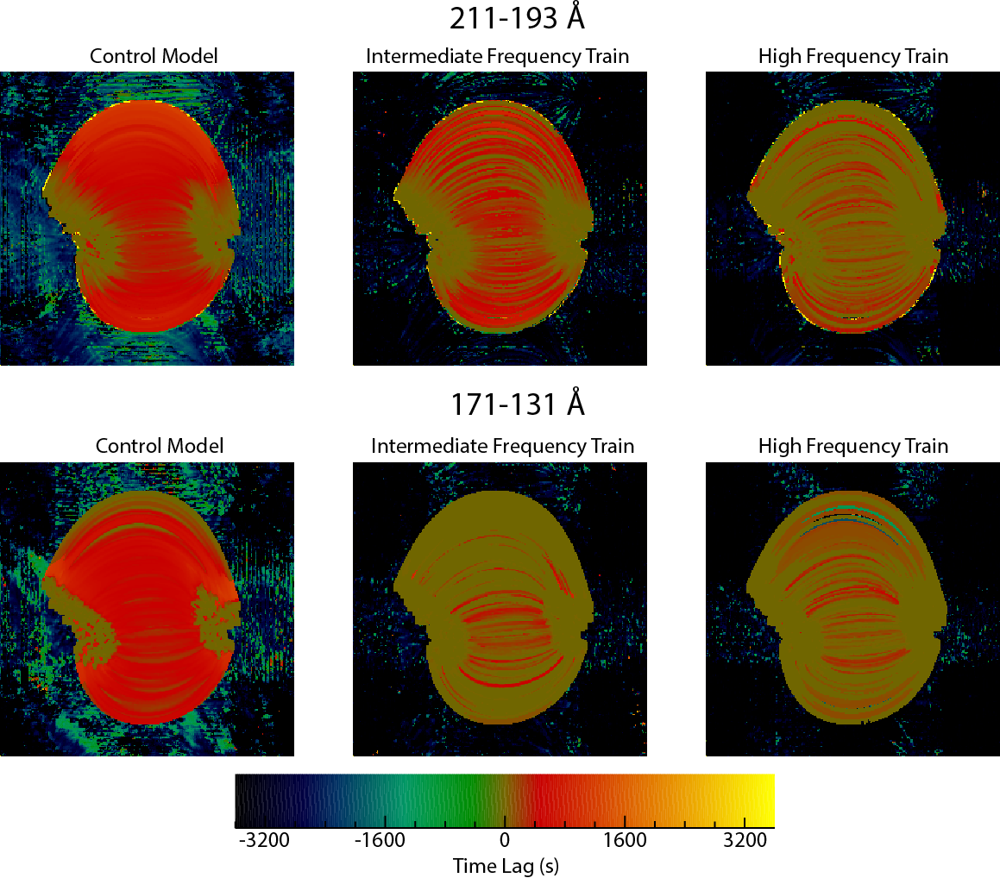 211-193 Å
Control Model
Intermediate Frequency Train
High Frequency Train
171-131 Å
Control Model
Intermediate Frequency Train
High Frequency Train
-3200 -1600 0 1600 3200
Time Lag (s)